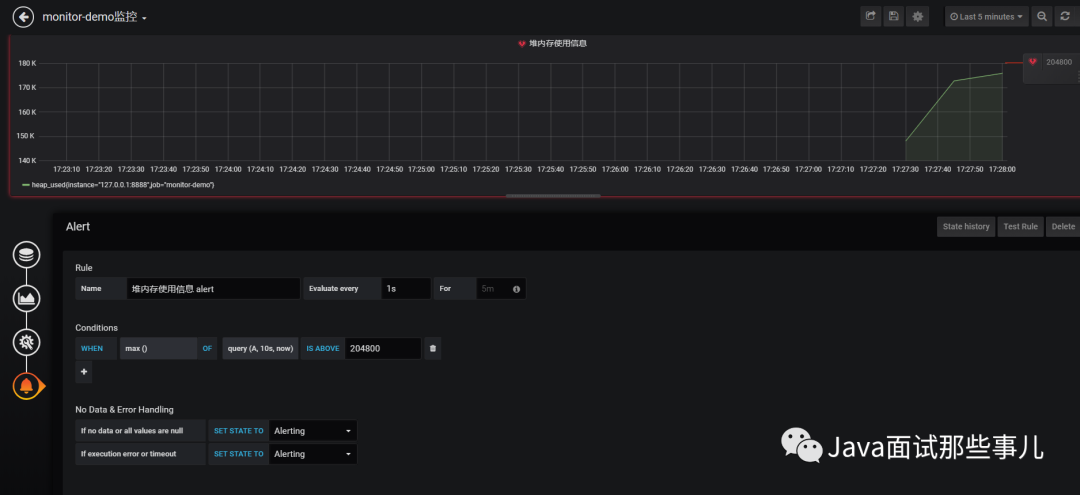 monitor-demo监控
Last 5 minutes
堆内存使用信息
180 K
170 K
160 K
150 K
140 K
204800
17:23:10 17:23:20 17:23:30 17:23:40 17:23:50 17:24:00 17:24:10 17:24:20 17:24:30 17:24:40 17:24:50 17:25:00 17:25:10 17:25:20 17:25:30 17:25:40 17:25:50 17:26:00 17:26:10 17:26:20 17:26:30 17:26:40 17:26:50 17:27:00 17:27:10 17:27:20 17:27:30 17:27:40 17:27:50 17:28:00
heap_used{instance="127.0.0.1:8888",job="monitor-demo"}
Alert
State history Test Rule Delete
Rule
Name 堆内存使用信息 alert Evaluate every 1s For 5m
Conditions
WHEN max () OF query (A, 10s, now) IS ABOVE 204800
No Data & Error Handling
If no data or all values are null SET STATE TO Alerting
If execution error or timeout SET STATE TO Alerting
Java面试那些事儿